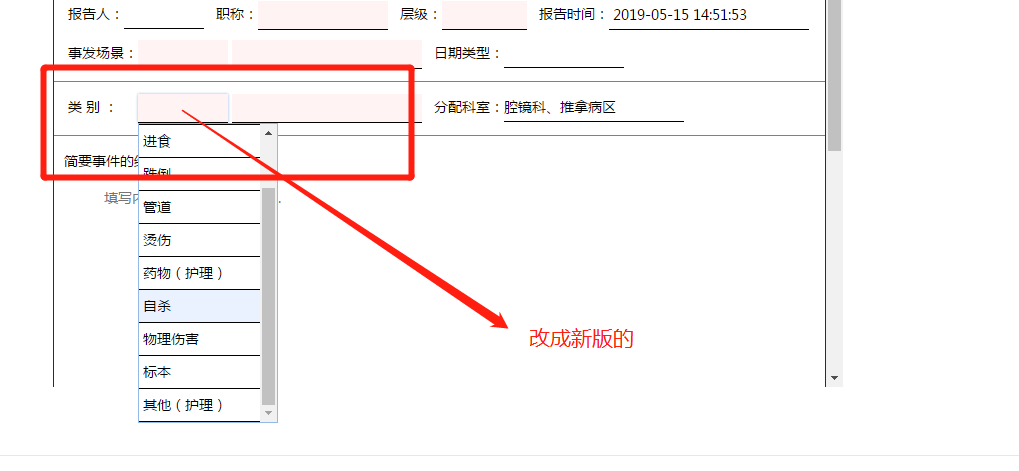 报告人： 职称： 层级： 报告时间： 2019-05-15 14:51:53
事发场景： 日期类型：
类 别 ： 分配科室：腔镜科、推拿病区
进食
简要事件的
跌倒
填写
管道
烫伤
药物（护理）
自杀
物理伤害
改成新版的
标本
其他（护理）